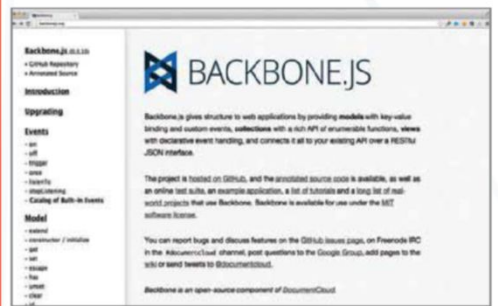 backbonejs.org
Backbone.js
» GitHub Repository
» Annotated Source
Introduction
Upgrading
Events
- on
- off
- trigger
- once
- listenTo
- stopListening
- Catalog of Built-in Events
Model
- extend
- constructor / initialize
- get
- set
- escape
- has
- unset
- clear
- id
BACKBONE.JS
Backbone.js gives structure to web applications by providing models with key-value
binding and custom events, collections with a rich API of enumerable functions, views
with declarative event handling, and connects it all to your existing API over a RESTful
JSON interface.
The project is hosted on GitHub, and the annotated source code is available, as well as
an online test suite, an example application, a list of tutorials and a long list of real-
world projects that use Backbone. Backbone is available for use under the MIT
software license.
You can report bugs and discuss features on the GitHub issues page, on Freenode IRC
in the #documentcloud channel, post questions to the Google Group, add pages to the
wiki or send tweets to @documentcloud.
Backbone is an open-source component of DocumentCloud.